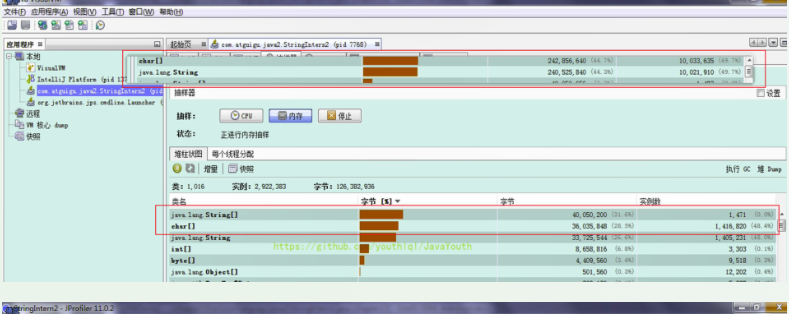 文件(F) 应用程序(A) 视图(V) 工具(T) 窗口(W) 帮助(H)
应用程序
起始页 com.atguigu.java2.StringIntern2 (pid 7768)
本地
VisualVM
IntelliJ Platform (pid
com.atguigu.java2.StringIntern2 (pid
org.jetbrains.jps.cmdline.Launcher (
远程
VM 核心 dump
快照
char[] 242,856,640 (44.7%) 10,033,635 (49.7%)
java.lang.String 240,525,840 (44.3%) 10,021,910 (49.7%)
抽样器 设置
抽样: CPU 内存 停止
状态: 正进行内存抽样
堆柱状图 每个线程分配
增量 快照 执行 GC 堆 Dump
类: 1,016 实例: 2,922,383 字节: 126,382,936
类名 字节 [%] 字节 实例数
java.lang.String[] 40,050,200 (31.6%) 1,471 (0.0%)
char[] 36,035,848 (28.5%) 1,416,820 (48.4%)
java.lang.String 33,725,544 1,405,231 (48.0%)
int[] 8,658,816 (6.8%) 3,303 (0.1%)
byte[] 4,409,560 (3.4%) 9,518 (0.3%)
java.lang.Object[] 501,560 (0.3%) 12,202 (0.4%)
https://github.com/youthlql/JavaYouth
StringIntern2 - JProfiler 11.0.2